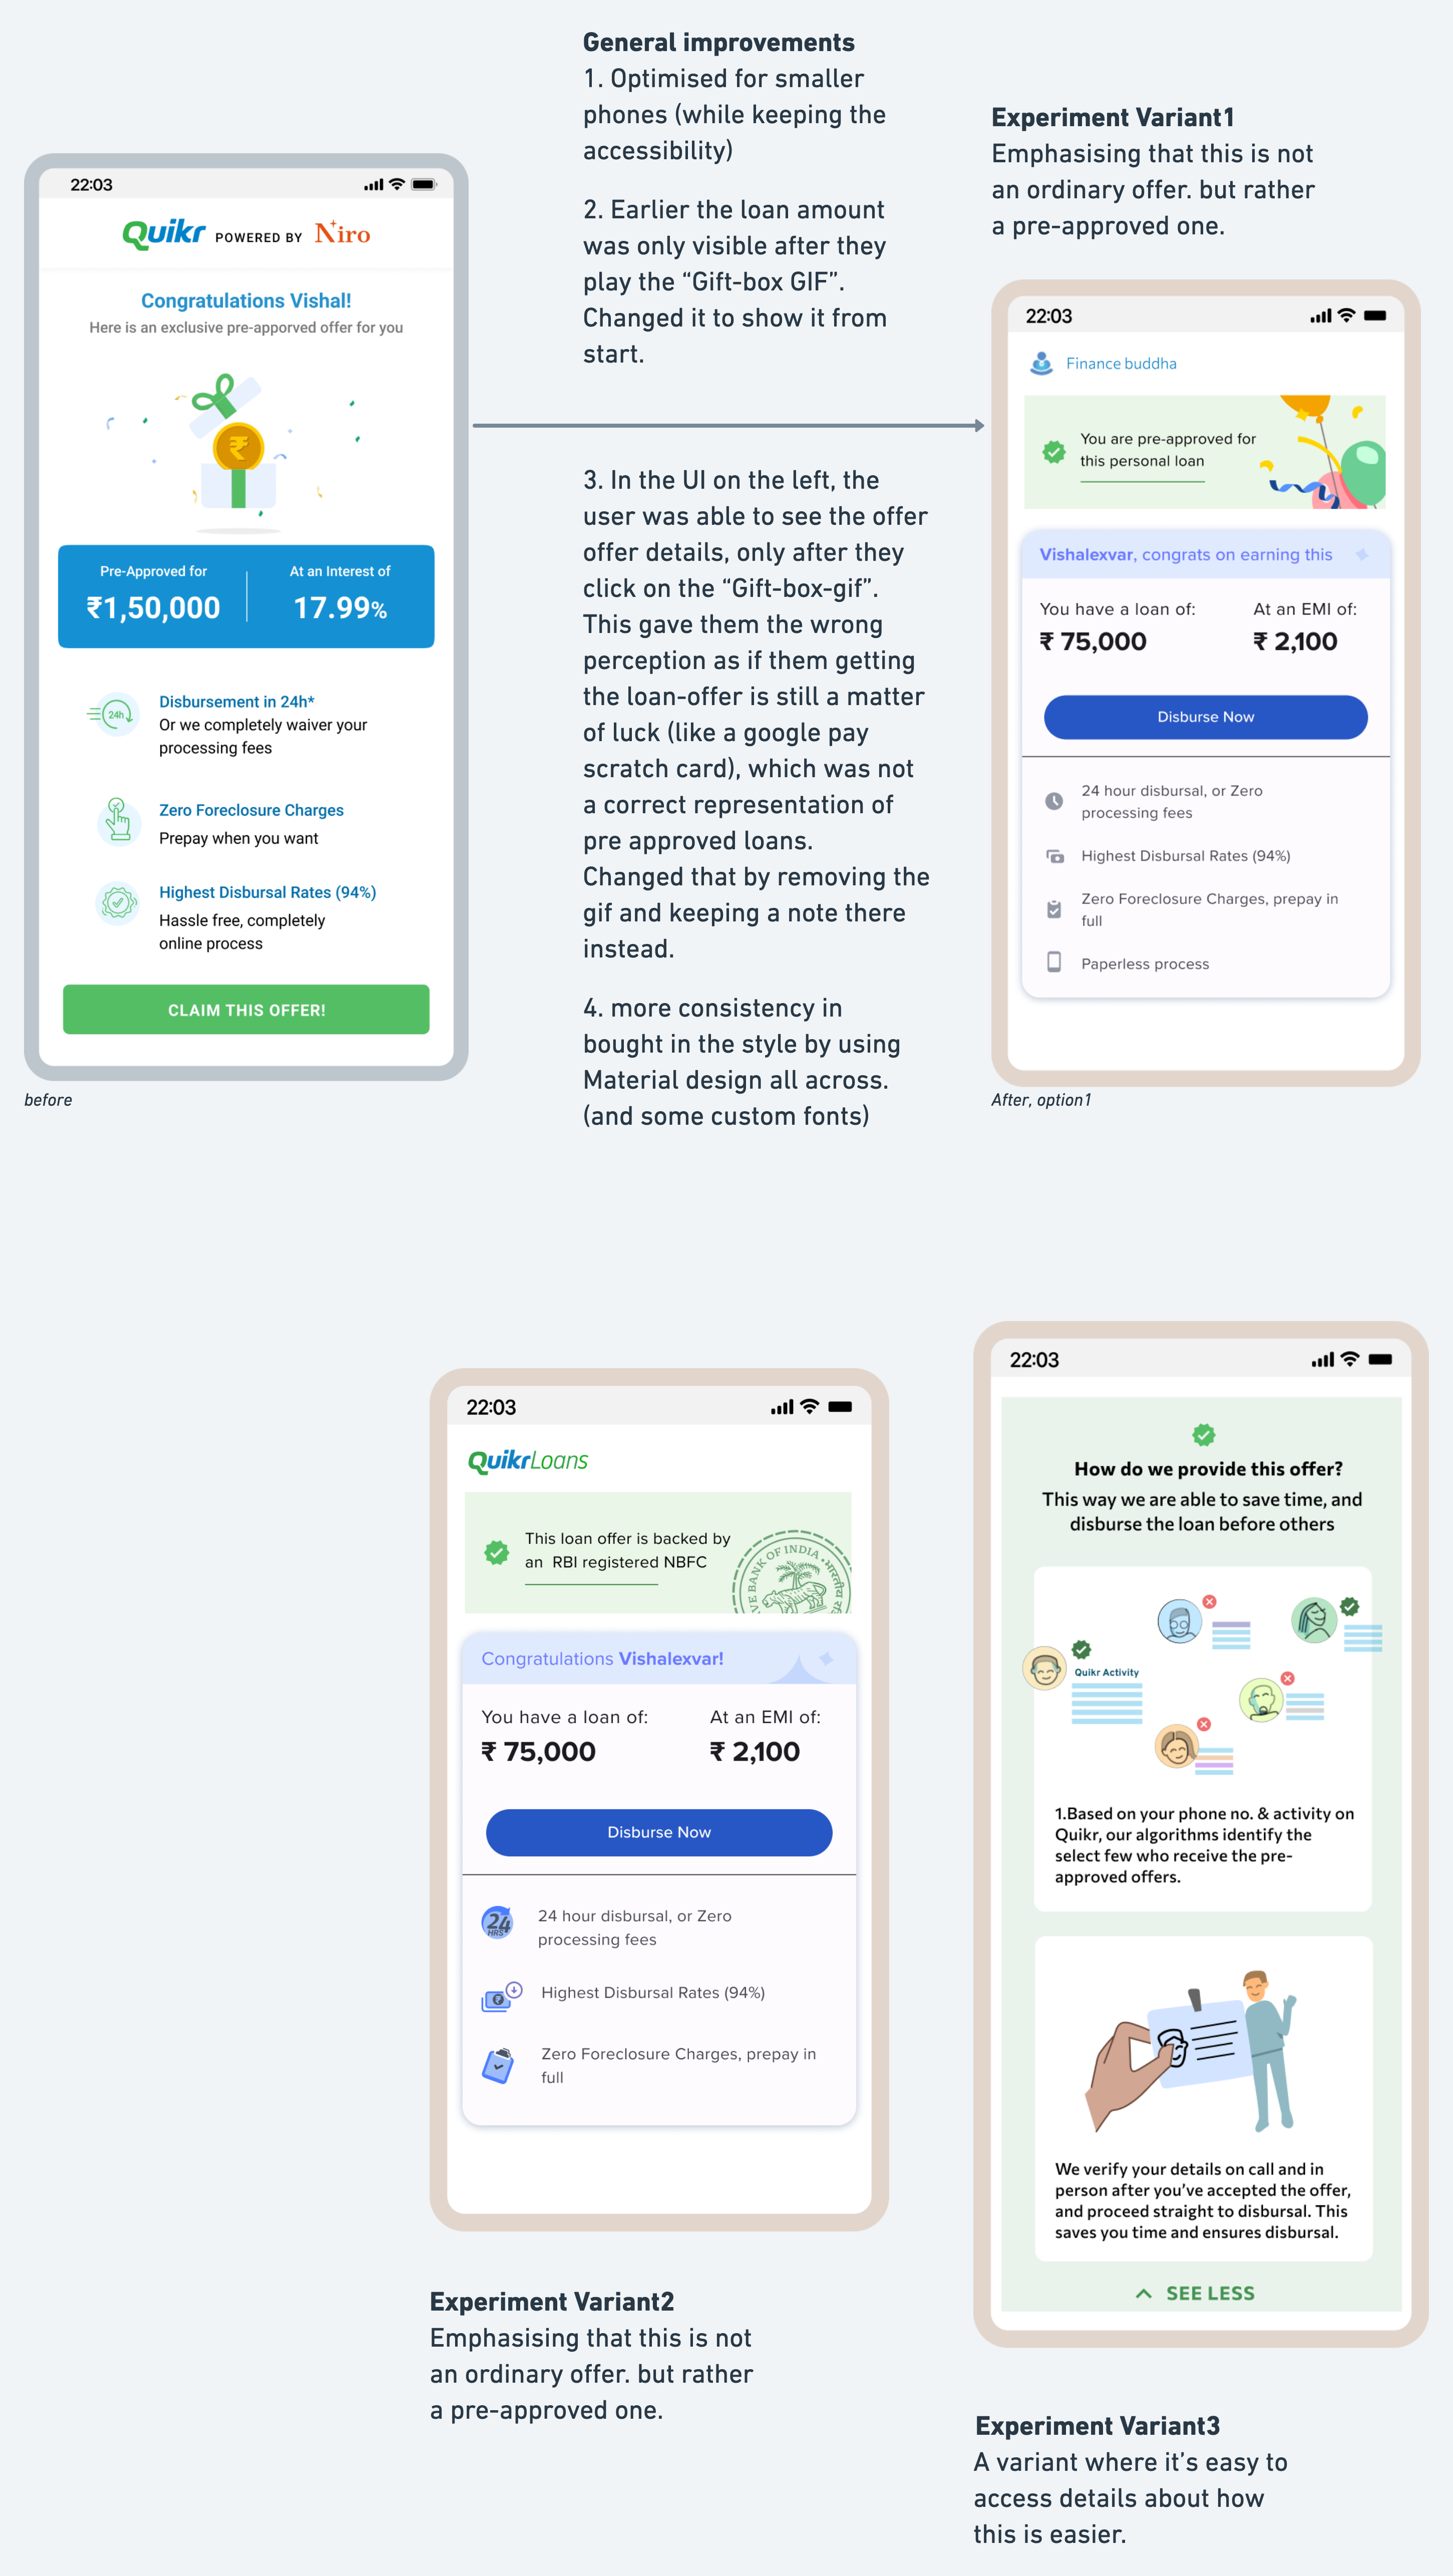 General improvements
1. Optimised for smaller
phones (while keeping the
accessibility)
2. Earlier the loan amount
was only visible after they
play the “Gift-box GIF”.
Changed it to show it from
start.
3. In the UI on the left, the
user was able to see the offer
offer details, only after they
click on the “Gift-box-gif”.
This gave them the wrong
perception as if them getting
the loan-offer is still a matter
of luck (like a google pay
scratch card), which was not
a correct representation of
pre approved loans.
Changed that by removing the
gif and keeping a note there
instead.
4. more consistency in
bought in the style by using
Material design all across.
(and some custom fonts)
22:03
Quikr POWERED BY Niro
Congratulations Vishal!
Here is an exclusive pre-apporved offer for you
₹
Pre-Approved for
₹1,50,000
At an Interest of
17.99%
24h
Disbursement in 24h*
Or we completely waiver your
processing fees
Zero Foreclosure Charges
Prepay when you want
Highest Disbursal Rates (94%)
Hassle free, completely
online process
CLAIM THIS OFFER!
before
Experiment Variant1
Emphasising that this is not
an ordinary offer. but rather
a pre-approved one.
22:03
Finance buddha
You are pre-approved for
this personal loan
Vishalexvar, congrats on earning this
You have a loan of:
₹ 75,000
At an EMI of:
₹ 2,100
Disburse Now
24 hour disbursal, or Zero
processing fees
Highest Disbursal Rates (94%)
Zero Foreclosure Charges, prepay in
full
Paperless process
After, option1
22:03
QuikrLoans
This loan offer is backed by
an RBI registered NBFC
VE BANK OF INDIA
Congratulations Vishalexvar!
You have a loan of:
₹ 75,000
At an EMI of:
₹ 2,100
Disburse Now
24
HRS
24 hour disbursal, or Zero
processing fees
₹
Highest Disbursal Rates (94%)
Zero Foreclosure Charges, prepay in
full
Experiment Variant2
Emphasising that this is not
an ordinary offer. but rather
a pre-approved one.
22:03
How do we provide this offer?
This way we are able to save time, and
disburse the loan before others
Quikr Activity
1.Based on your phone no. & activity on
Quikr, our algorithms identify the
select few who receive the pre-
approved offers.
We verify your details on call and in
person after you’ve accepted the offer,
and proceed straight to disbursal. This
saves you time and ensures disbursal.
SEE LESS
Experiment Variant3
A variant where it’s easy to
access details about how
this is easier.